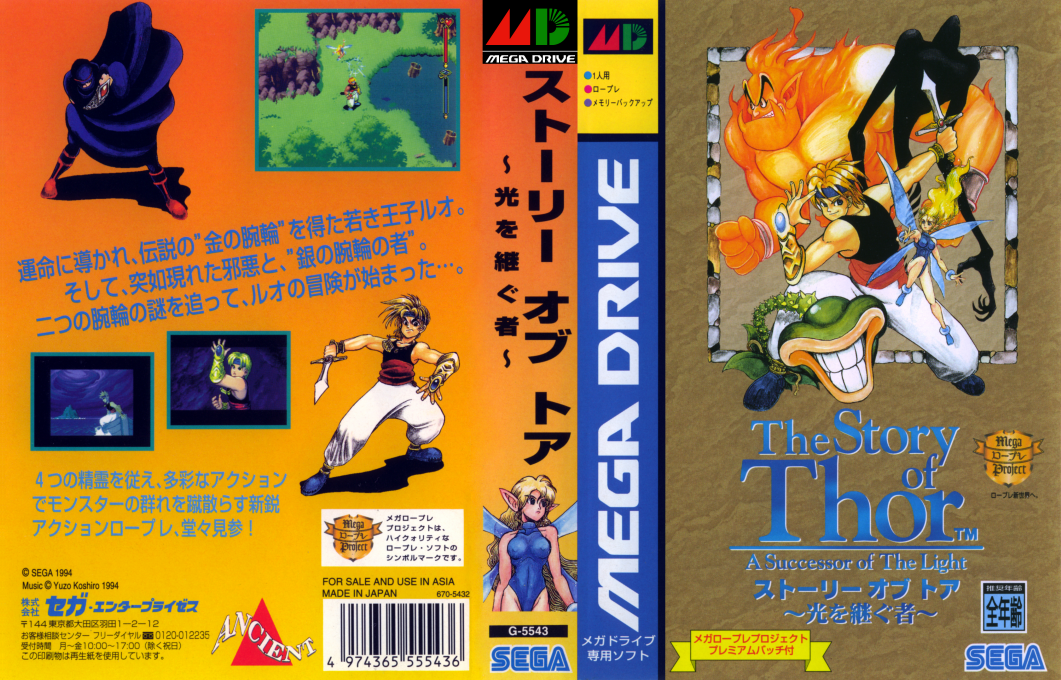 運命に導かれ、伝説の"金の腕輪"を得た若き王子ルオ。
そして、突如現れた邪悪と、"銀の腕輪の者"。
二つの腕輪の謎を追って、ルオの冒険が始まった…。
4つの精霊を従え、多彩なアクション
でモンスターの群れを蹴散らす新鋭
アクションロープレ、堂々見参！
Mega
ロープレ
Project
メガロープレ
プロジェクトは、
ハイクォリティな
ロープレ・ソフトの
シンボルマークです。
© SEGA 1994
Music © Yuzo Koshiro 1994
株式会社 セガ・エンタープライゼス
〒144 東京都大田区羽田1-2-12
お客様相談センター フリーダイヤル 0120-012235
受付時間 月〜金10:00〜17:00（除く祝日）
この印刷物は再生紙を使用しています。
ANCIENT
FOR SALE AND USE IN ASIA
MADE IN JAPAN 670-5432
4 974365 555436
MD
MEGA DRIVE
ストーリー オブ トア
〜光を継ぐ者〜
G-5543
SEGA
MD
1人用
ロープレ
メモリーバックアップ
MEGA DRIVE
メガドライブ
専用ソフト
The Story
of
Thor TM
A Successor of The Light
ストーリー オブ トア
〜光を継ぐ者〜
Mega
ロープレ
Project
ロープレ新世界へ。
推奨年齢
全年齢
メガロープレプロジェクト
プレミアムバッチ付
SEGA